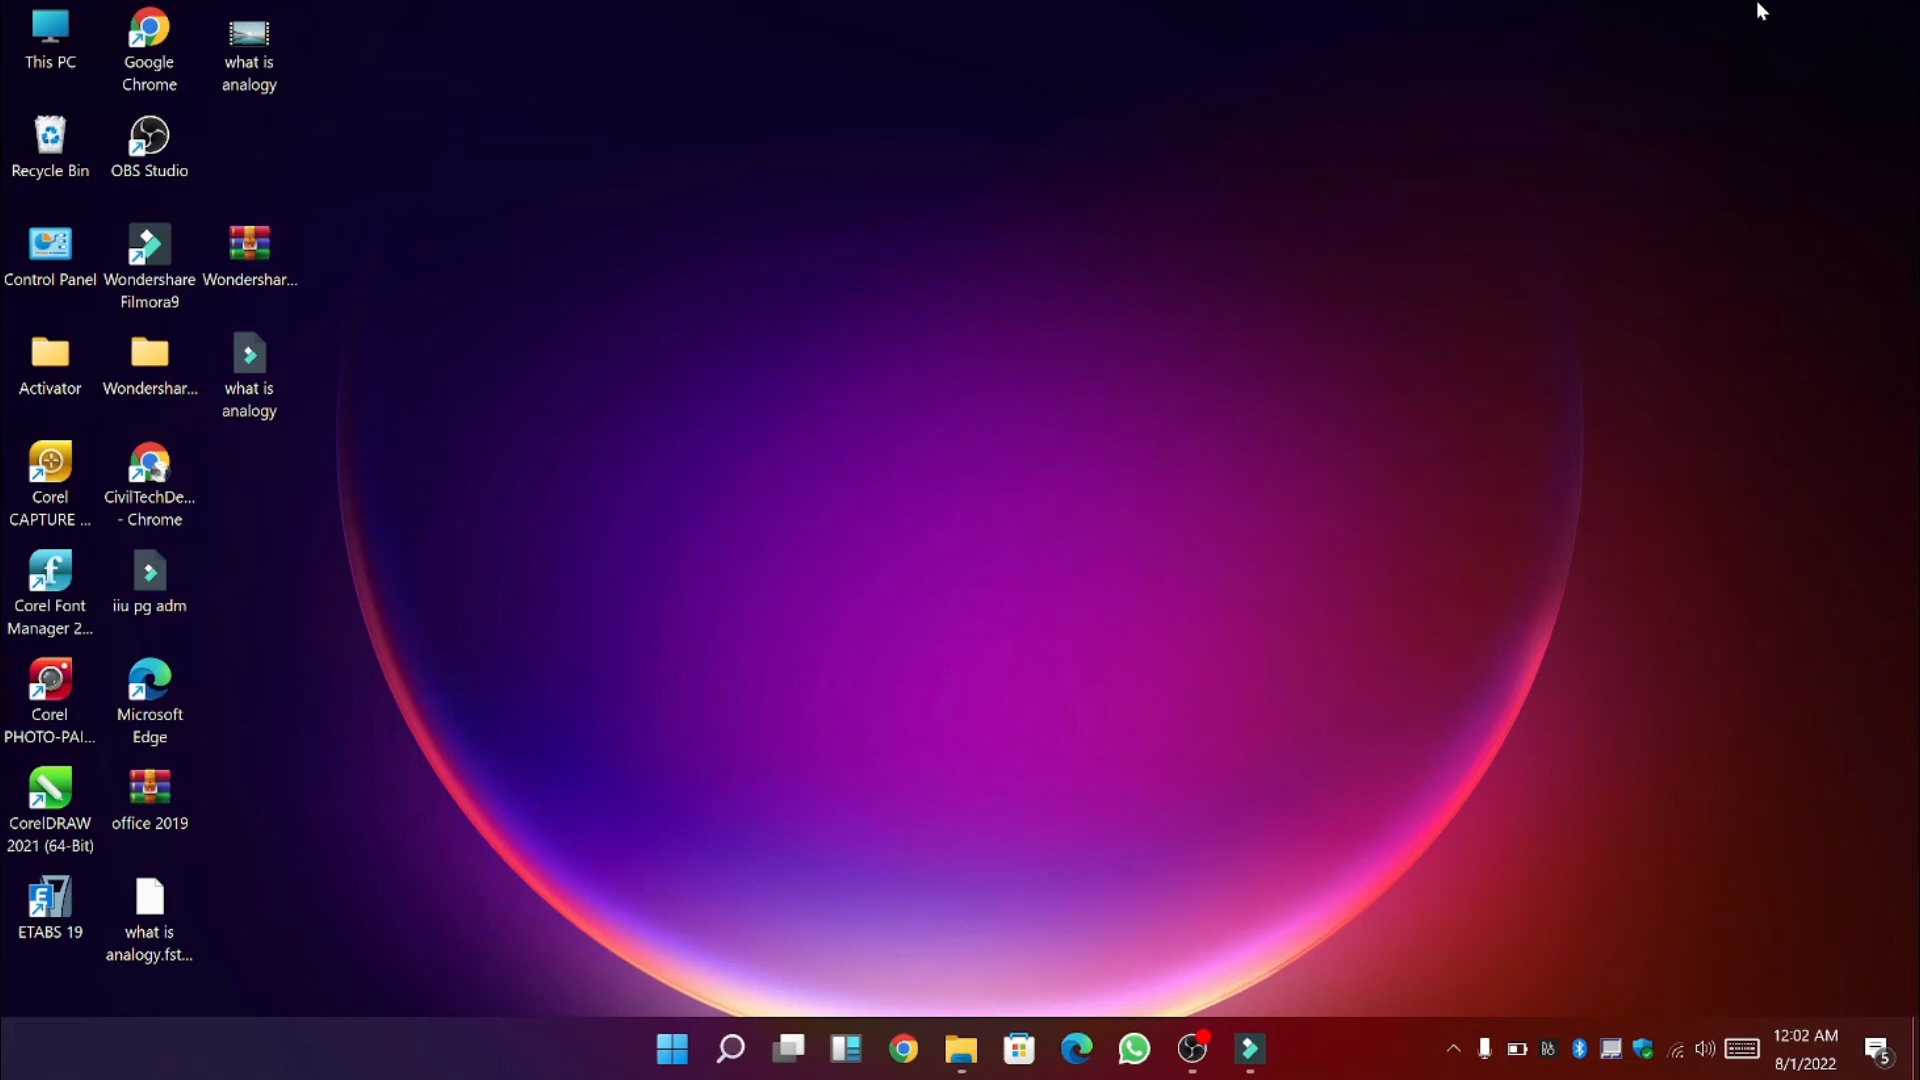 This PC
Google
Chrome
what is
analogy
Recycle Bin
OBS Studio
Control Panel
Wondershare
Filmora9
Wondershar...
Activator
Wondershar...
what is
analogy
Corel
CAPTURE ...
CivilTechDe...
- Chrome
Corel Font
Manager 2...
iiu pg adm
Corel
PHOTO-PAI...
Microsoft
Edge
CorelDRAW
2021 (64-Bit)
office 2019
ETABS 19
what is
analogy.fst...
12:02 AM
8/1/2022
5